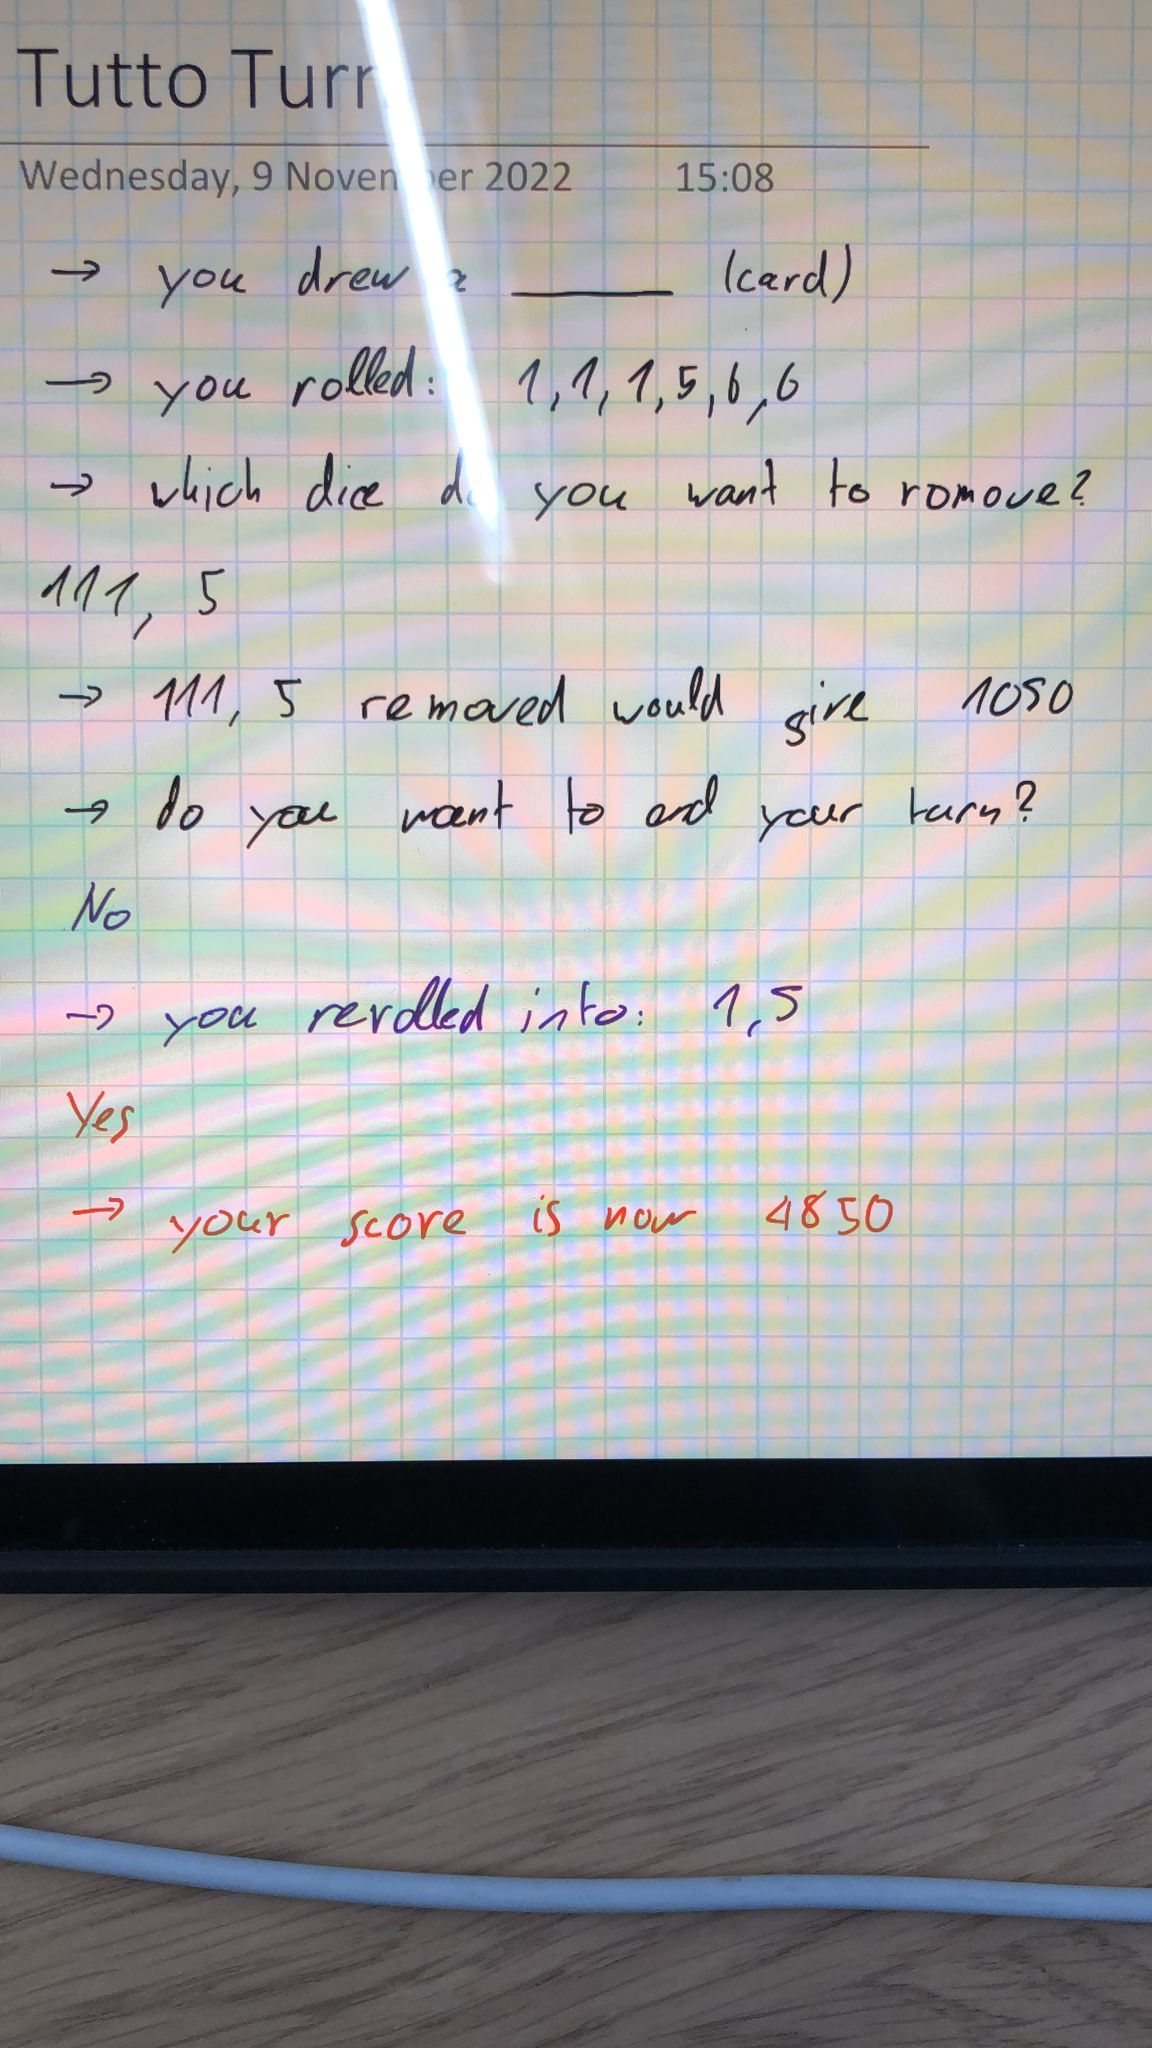 Tutto Turn
Wednesday, 9 November 2022 15:08
→ you drew a _____ (card)
→ you rolled: 1,1,1,5,6,6
→ which dice do you want to romove?
111, 5
→ 111, 5 removed would give 1050
→ do you want to end your turn?
No
→ you rerolled into: 1,5
Yes
→ your score is now 4850